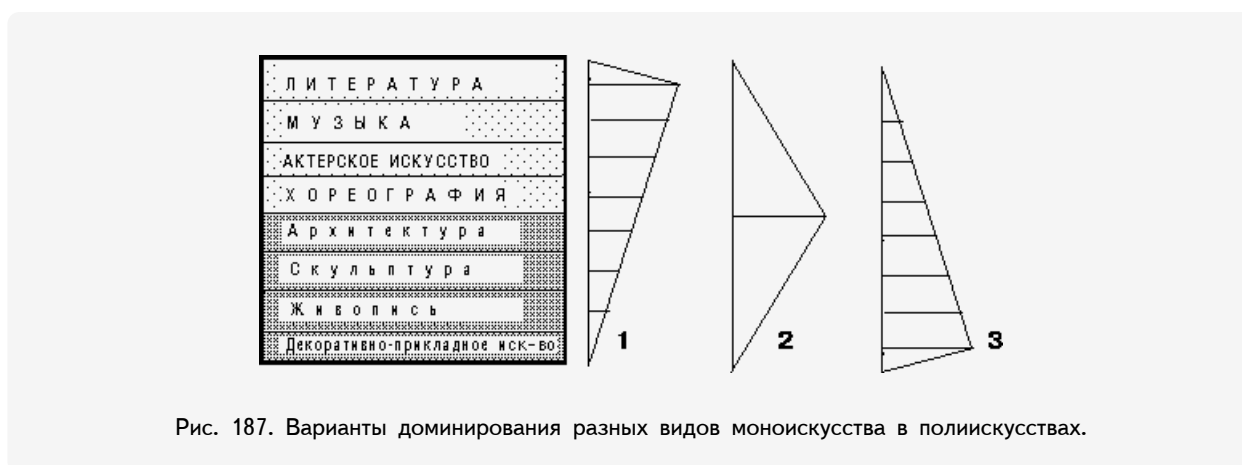 ЛИТЕРАТУРА
МУЗЫКА
АКТЕРСКОЕ ИСКУССТВО
ХОРЕОГРАФИЯ
Архитектура
Скульптура
Живопись
Декоративно-прикладное иск-во
1
2
3
Рис. 187. Варианты доминирования разных видов моноискусства в полиискусствах.